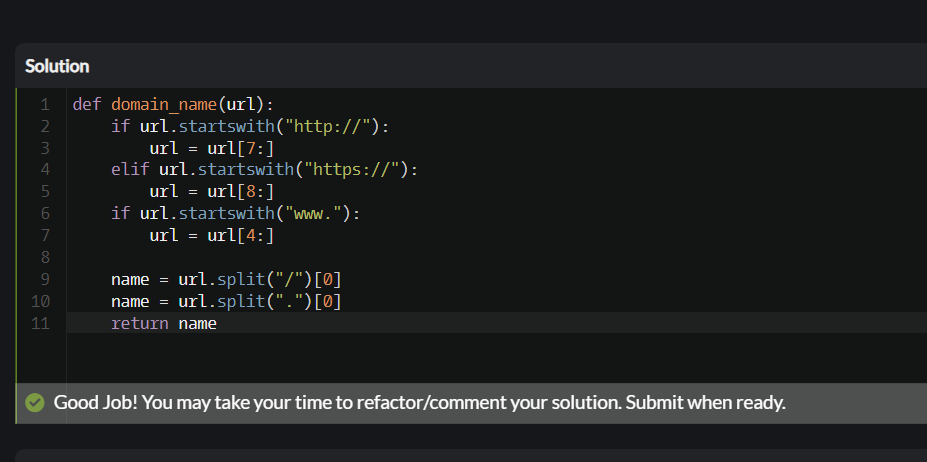 Solution
1 def domain_name(url):
2     if url.startswith("http://"):
3         url = url[7:]
4     elif url.startswith("https://"):
5         url = url[8:]
6     if url.startswith("www."):
7         url = url[4:]
8
9     name = url.split("/")[0]
10     name = url.split(".")[0]
11     return name
Good Job! You may take your time to refactor/comment your solution. Submit when ready.